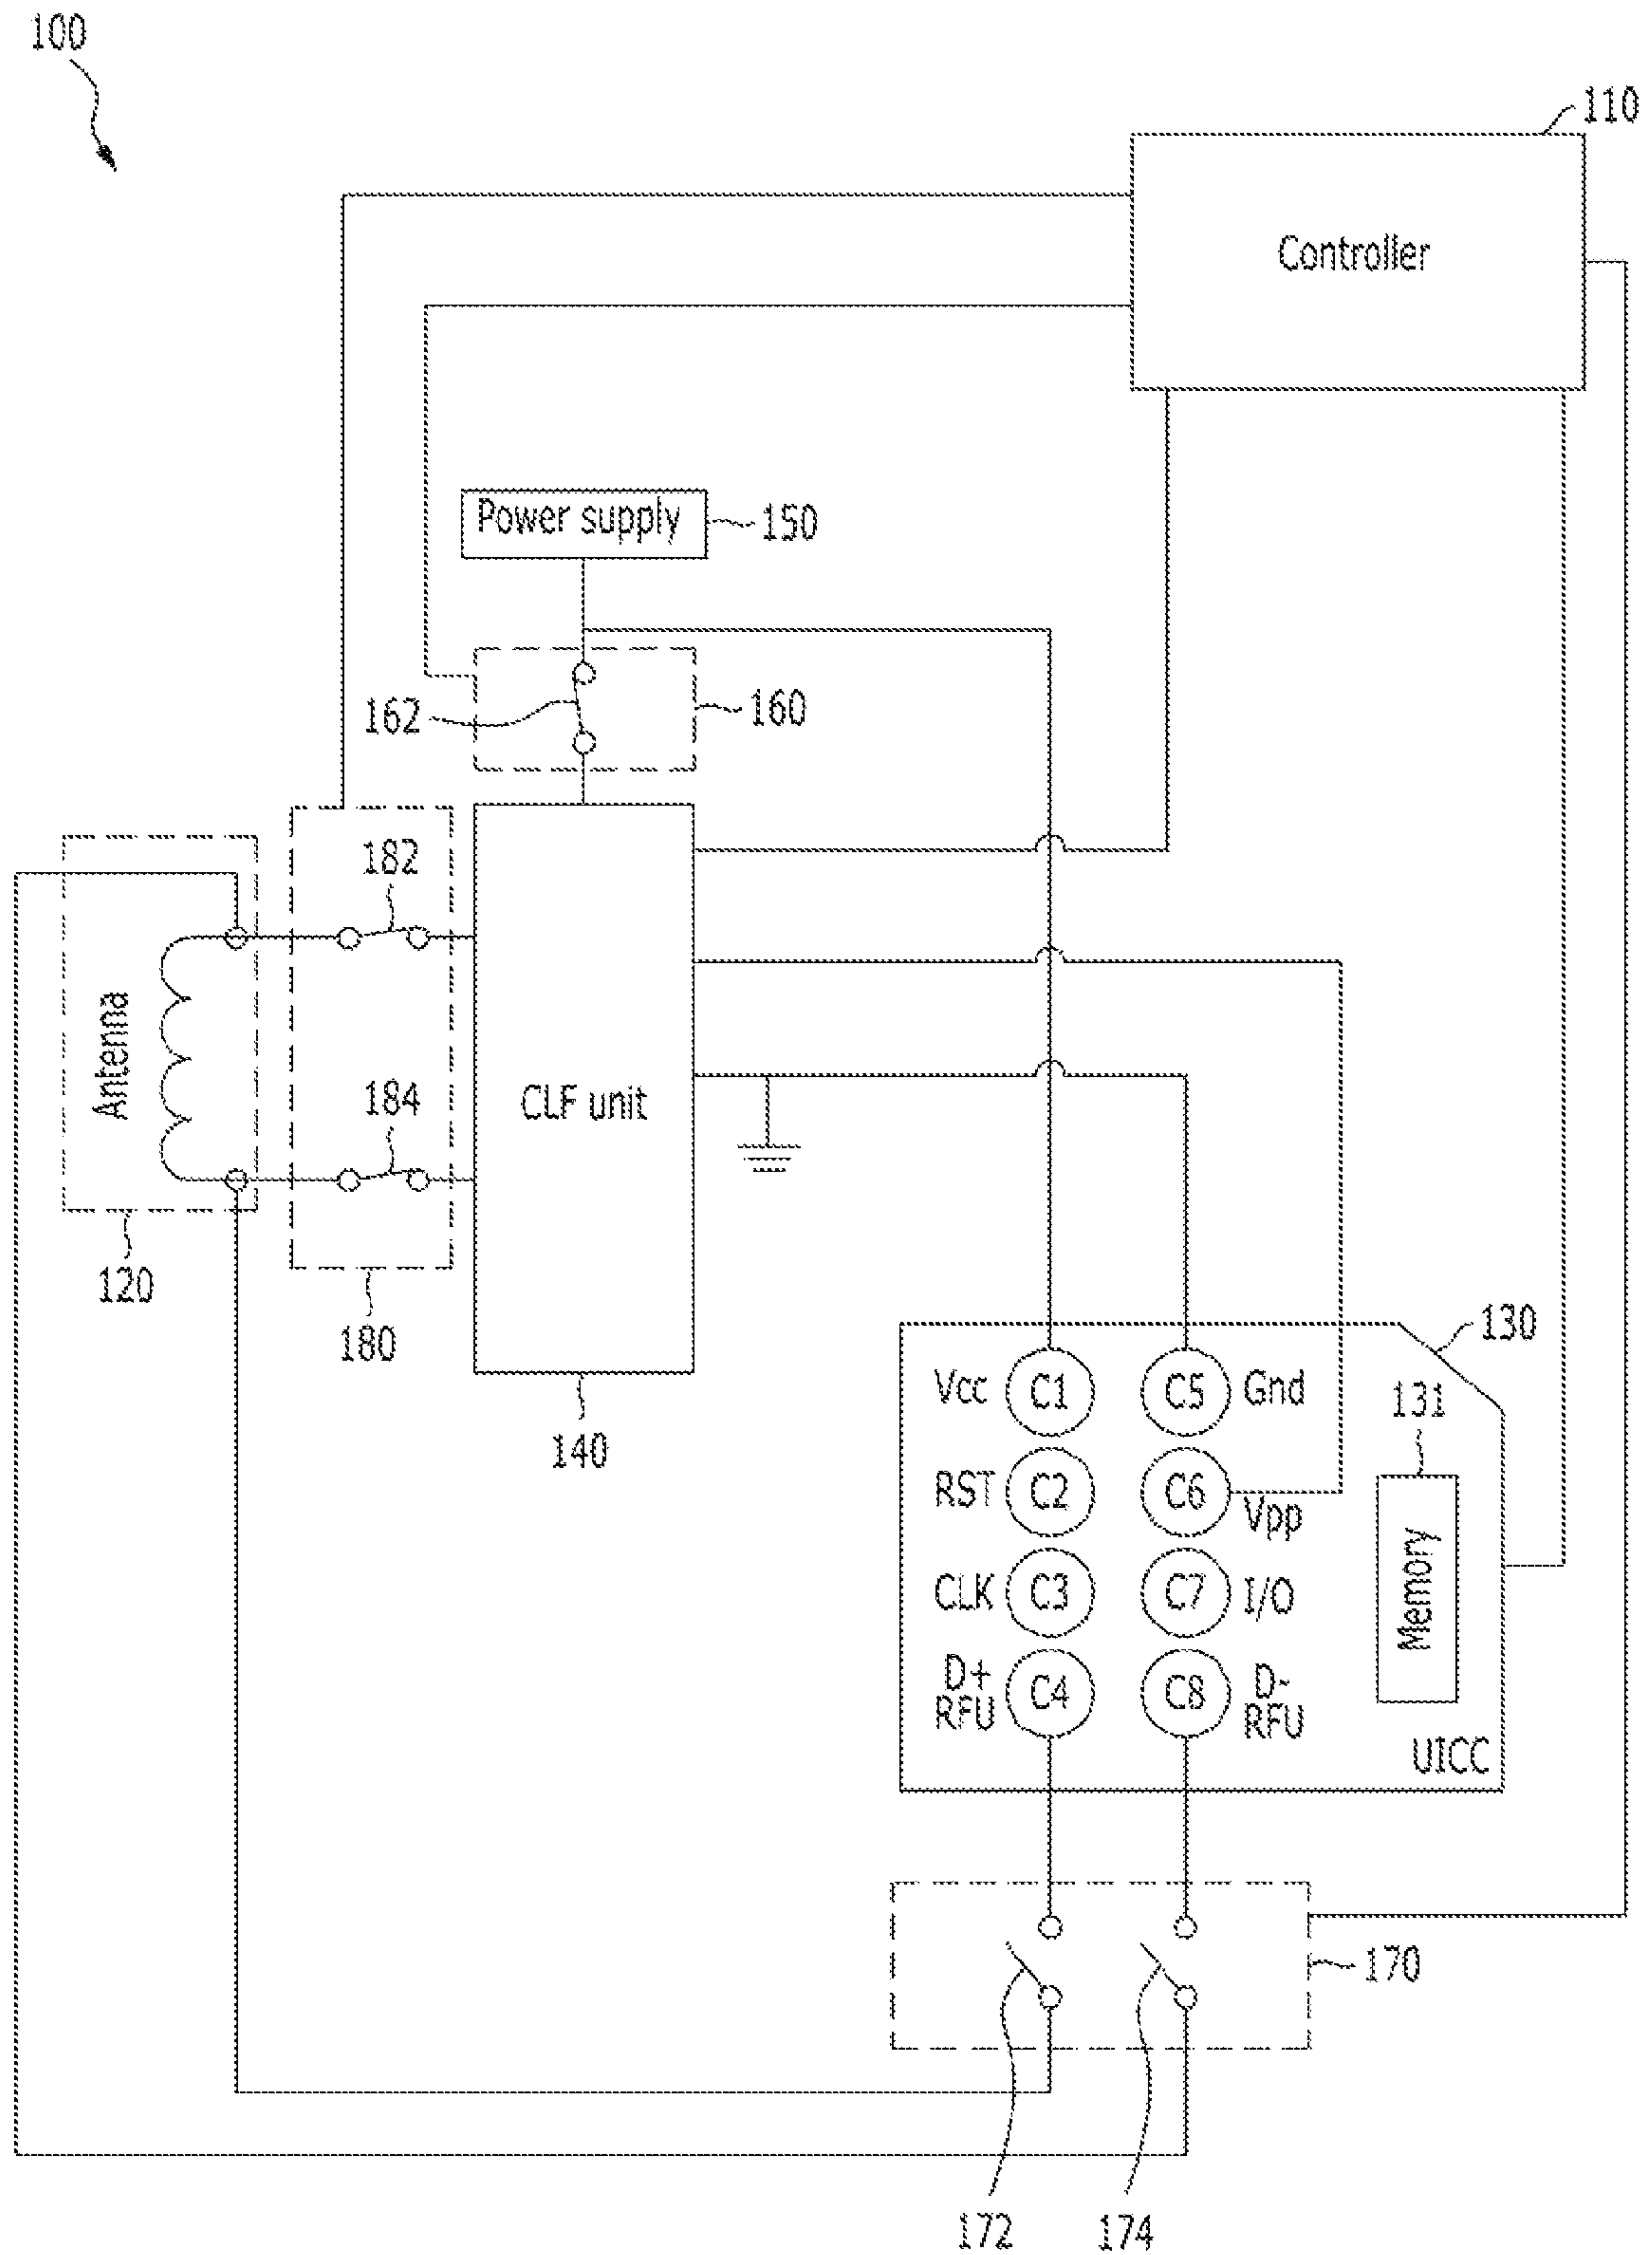 100
110
Controller
Power supply
150
162
160
182
Antenna
184
CLF unit
120
180
140
130
Vcc
C1
C5
Gnd
131
RST
C2
C6
Vpp
CLK
C3
C7
I/O
Memory
D+
RFU
C4
C8
D-
RFU
UICC
170
172
174